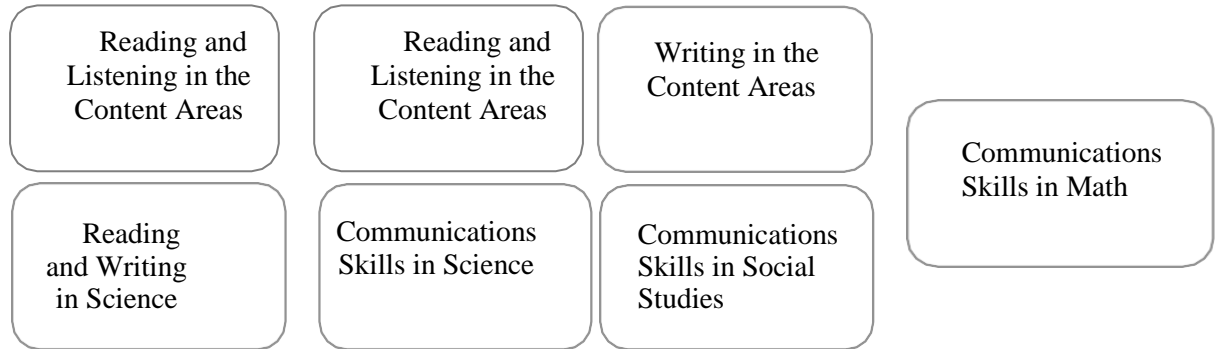 Reading and
Listening in the
Content Areas
Reading and
Listening in the
Content Areas
Writing in the
Content Areas
Communications
Skills in Math
Reading
and Writing
in Science
Communications
Skills in Science
Communications
Skills in Social
Studies